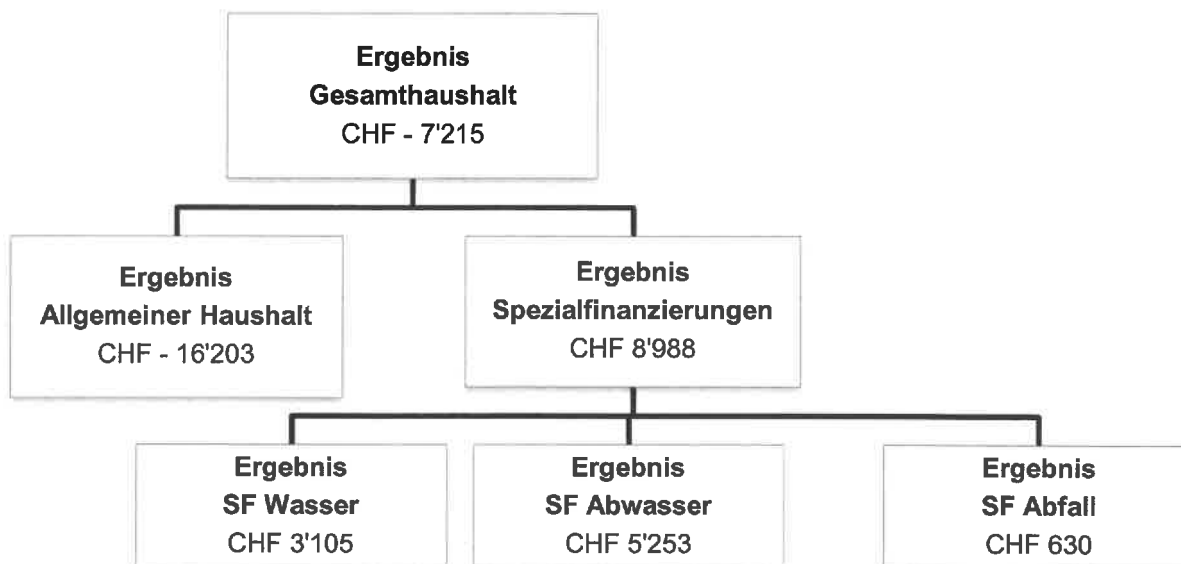 Ergebnis
Gesamthaushalt
CHF - 7'215
Ergebnis
Allgemeiner Haushalt
CHF - 16'203
Ergebnis
Spezialfinanzierungen
CHF 8'988
Ergebnis
SF Wasser
CHF 3'105
Ergebnis
SF Abwasser
CHF 5'253
Ergebnis
SF Abfall
CHF 630